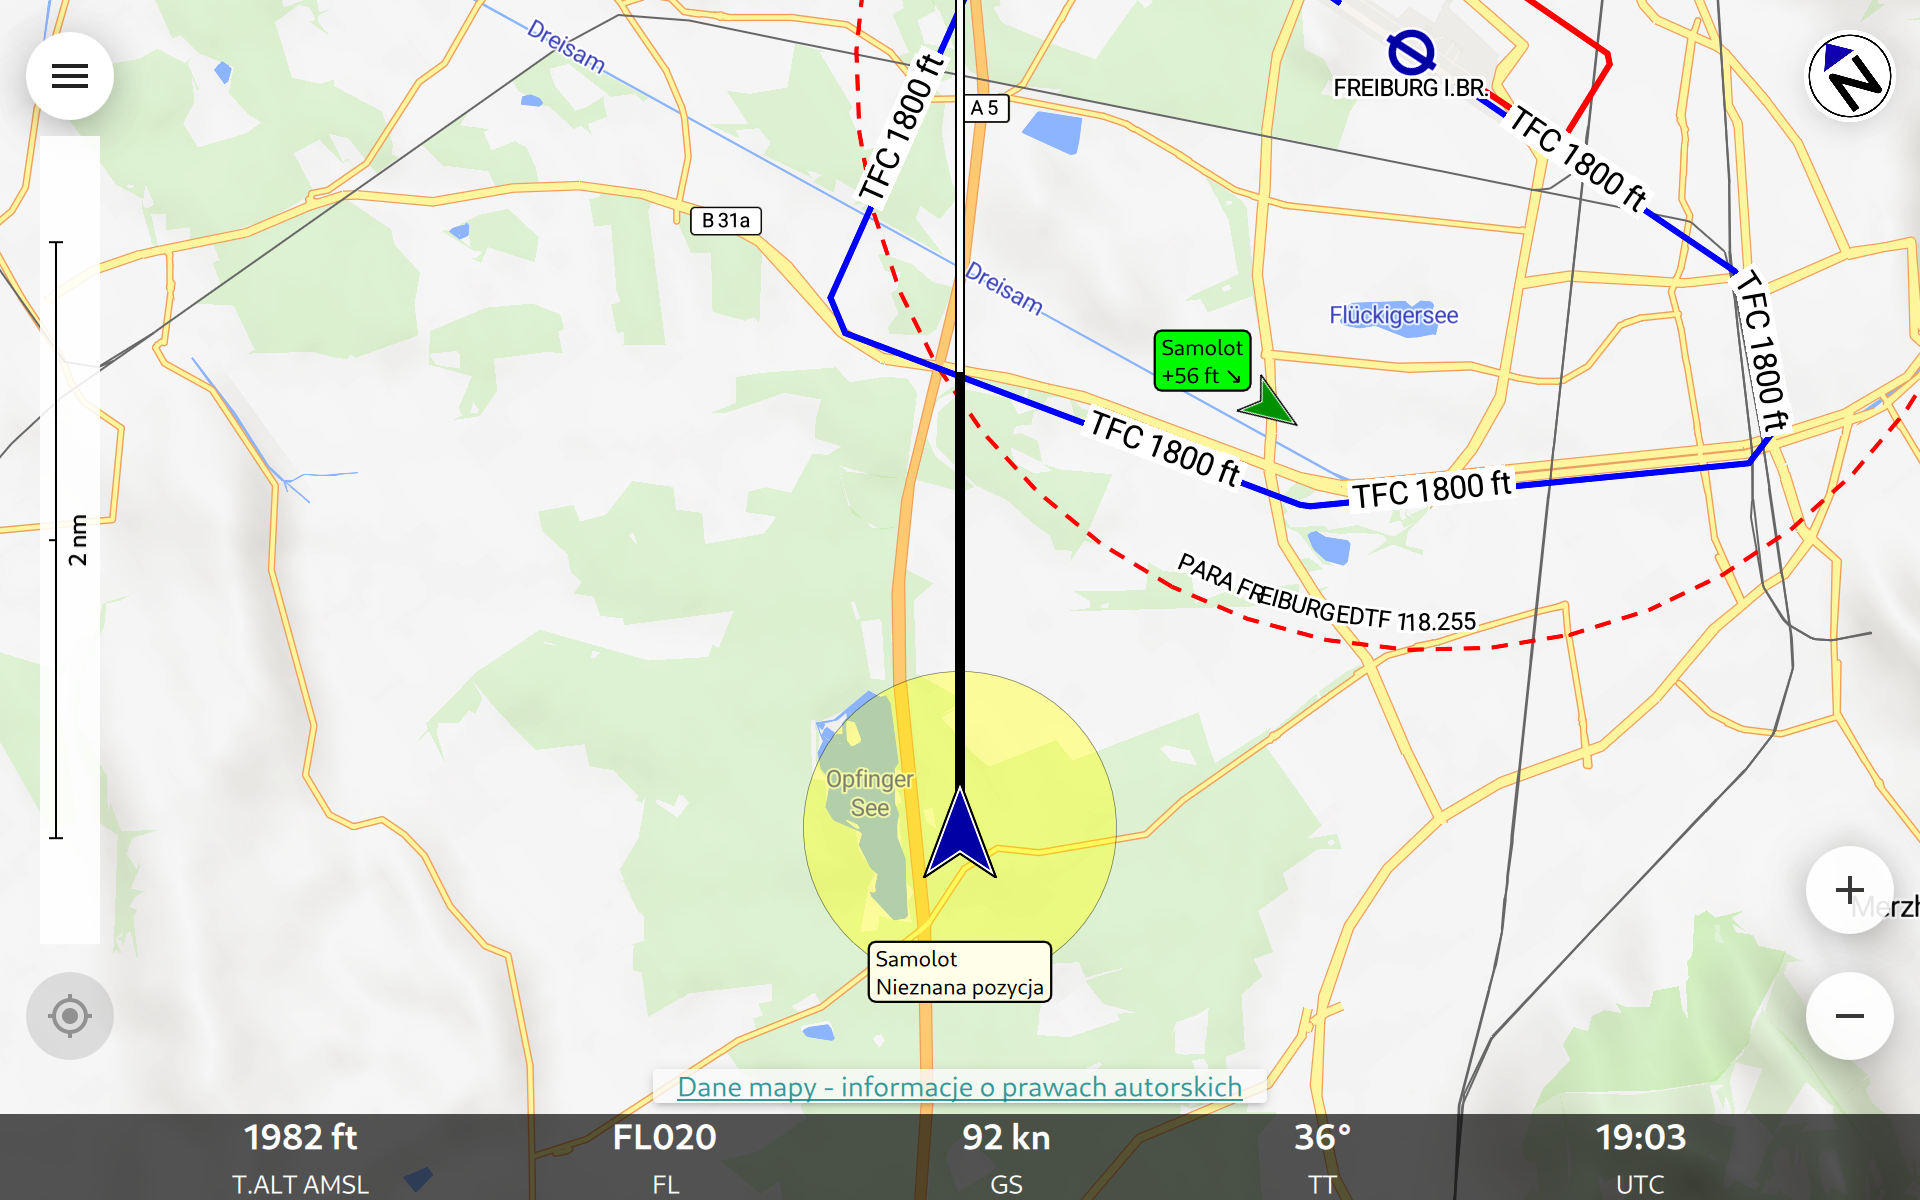 Dreisam
TFC 1800 ft
A 5
FREIBURG I.BR.
TFC 1800 ft
B 31a
Dreisam
Flückigersee
TFC 1800 ft
Samolot
+56 ft ↘
TFC 1800 ft
TFC 1800 ft
2 nm
PARA FREIBURG EDTF 118.255
Opfinger
See
Samolot
Nieznana pozycja
Dane mapy - informacje o prawach autorskich
1982 ft
T.ALT AMSL
FL020
FL
92 kn
GS
36°
TT
19:03
UTC